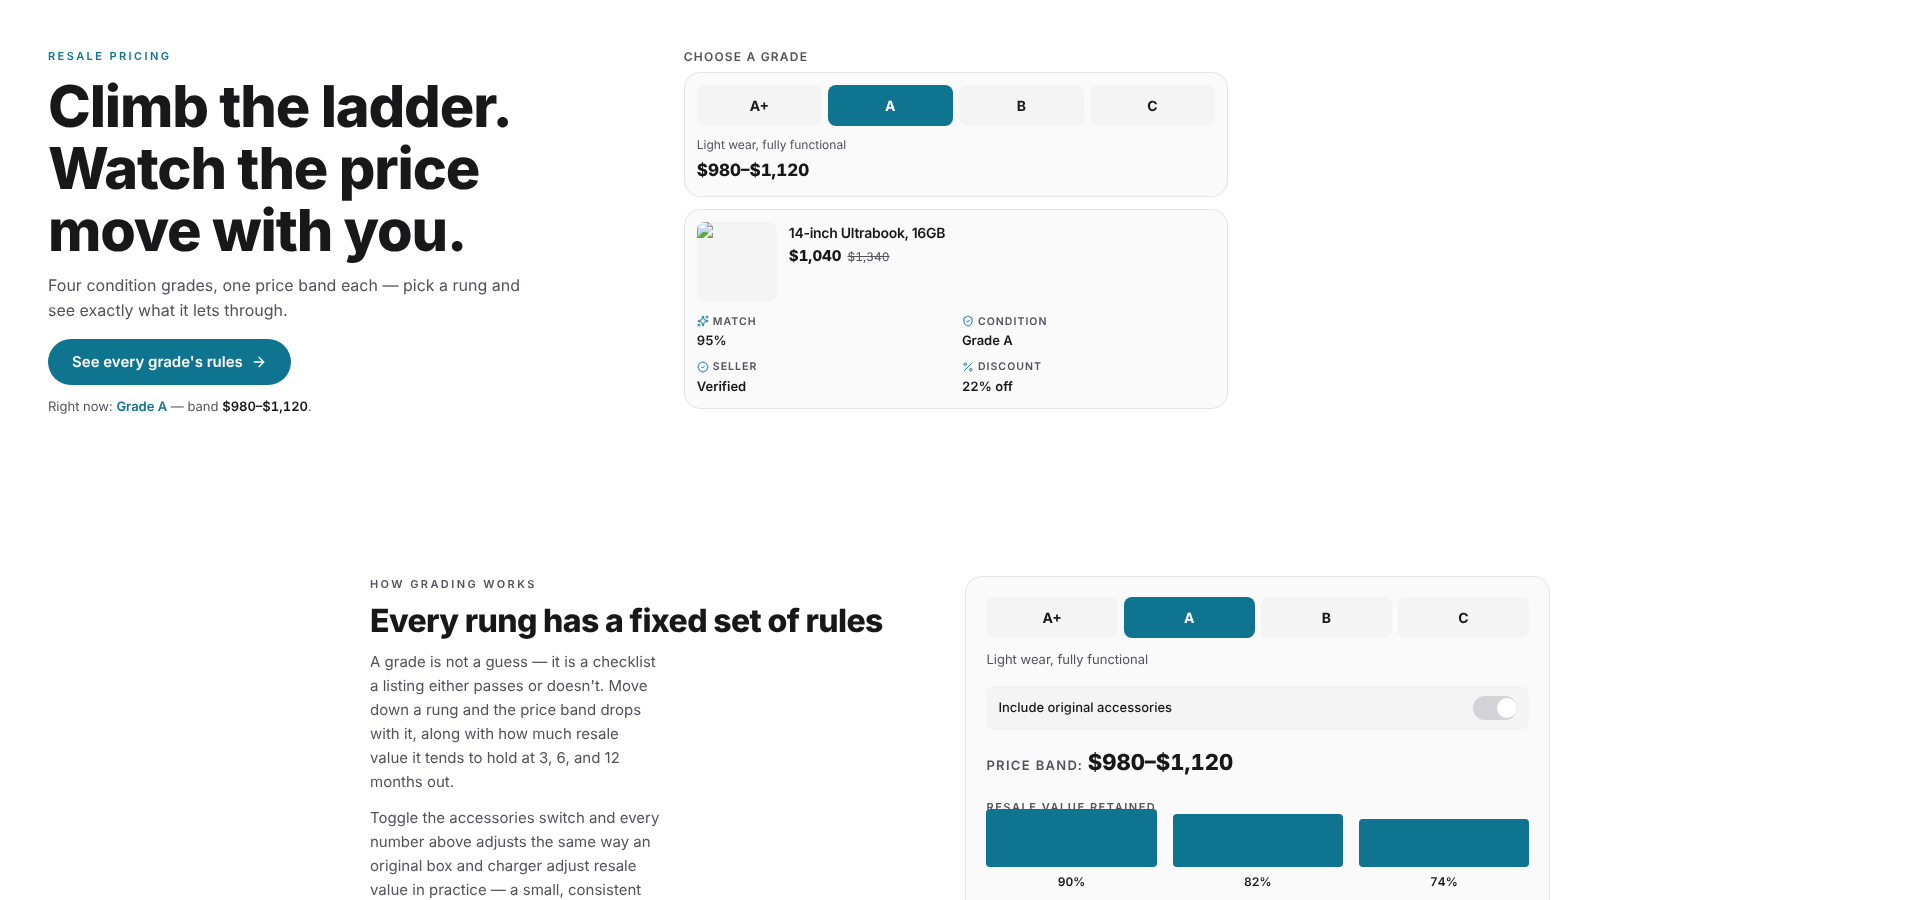 RESALE PRICING
Climb the ladder.
Watch the price
move with you.
Four condition grades, one price band each — pick a rung and
see exactly what it lets through.
See every grade's rules
Right now: Grade A — band $980–$1,120.
CHOOSE A GRADE
A+ A B C
Light wear, fully functional
$980–$1,120
14-inch Ultrabook, 16GB
$1,040 $1,340
MATCH
95%
CONDITION
Grade A
SELLER
Verified
DISCOUNT
22% off
HOW GRADING WORKS
Every rung has a fixed set of rules
A grade is not a guess — it is a checklist
a listing either passes or doesn't. Move
down a rung and the price band drops
with it, along with how much resale
value it tends to hold at 3, 6, and 12
months out.
Toggle the accessories switch and every
number above adjusts the same way an
original box and charger adjust resale
value in practice — a small, consistent
A+ A B C
Light wear, fully functional
Include original accessories
PRICE BAND: $980–$1,120
RESALE VALUE RETAINED
90% 82% 74%